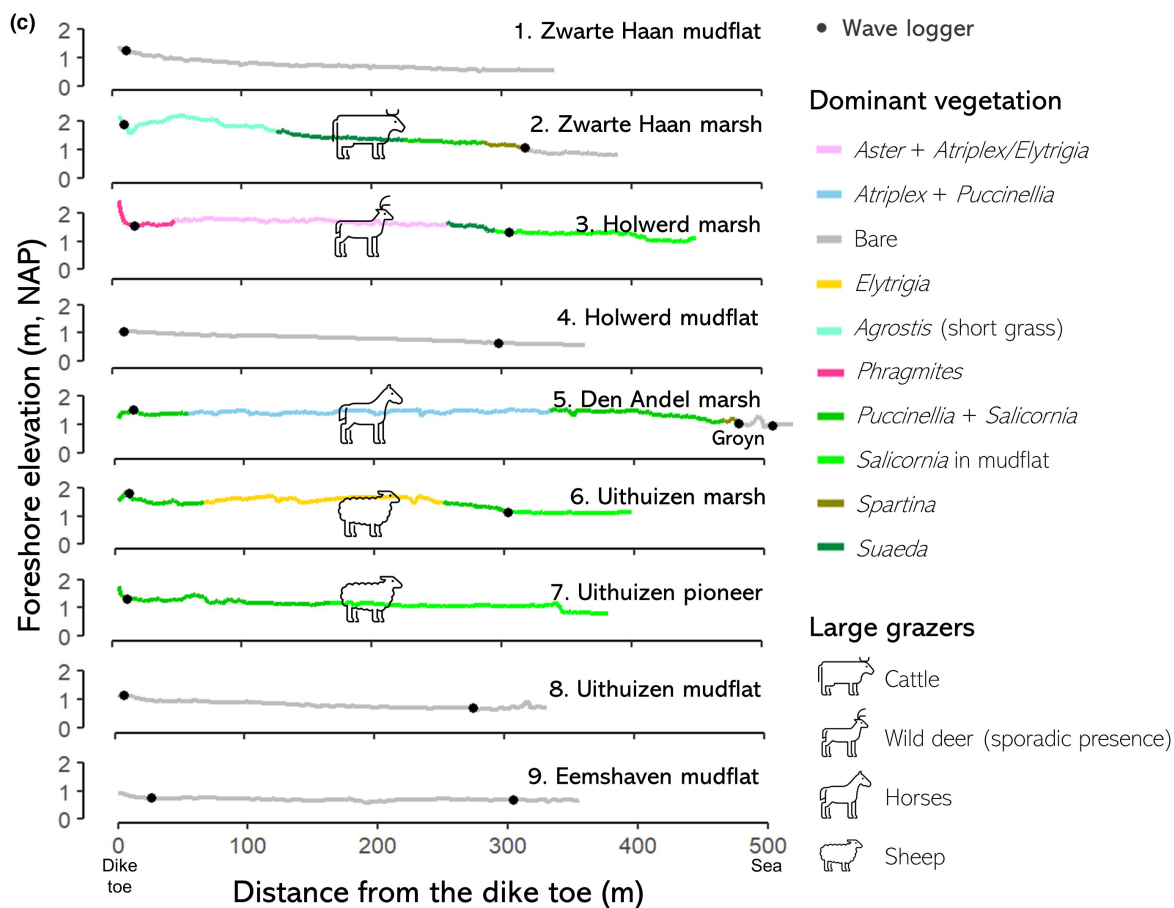 (c)
Foreshore elevation (m, NAP)
2
1
0
1. Zwarte Haan mudflat
2
1
0
2. Zwarte Haan marsh
2
1
0
3. Holwerd marsh
2
1
0
4. Holwerd mudflat
2
1
0
5. Den Andel marsh
Groyn
2
1
0
6. Uithuizen marsh
2
1
0
7. Uithuizen pioneer
2
1
0
8. Uithuizen mudflat
2
1
0
9. Eemshaven mudflat
0 100 200 300 400 500
Dike
toe
Sea
Distance from the dike toe (m)
Wave logger
Dominant vegetation
Aster + Atriplex/Elytrigia
Atriplex + Puccinellia
Bare
Elytrigia
Agrostis (short grass)
Phragmites
Puccinellia + Salicornia
Salicornia in mudflat
Spartina
Suaeda
Large grazers
Cattle
Wild deer (sporadic presence)
Horses
Sheep